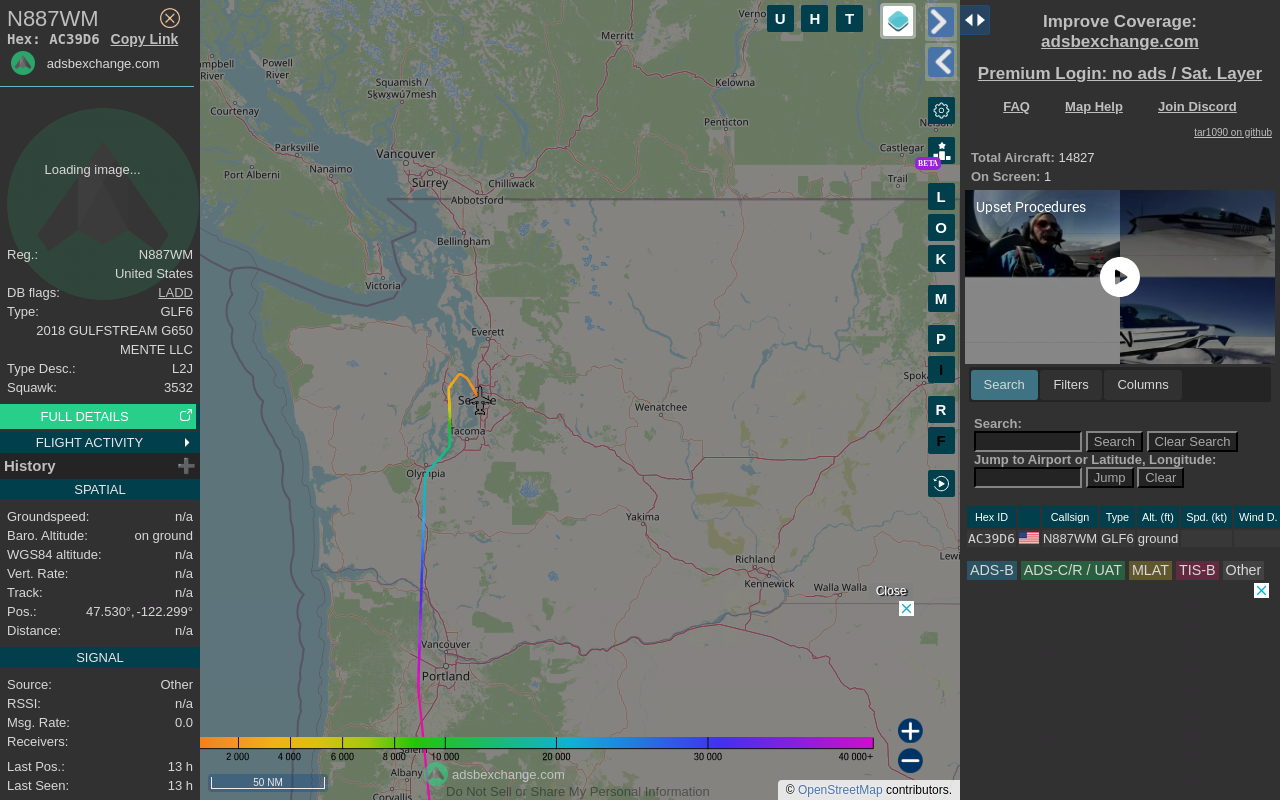 N887WM
Hex: AC39D6 Copy Link
adsbexchange.com
Loading image...
Reg.: N887WM
United States
DB flags: LADD
Type: GLF6
2018 GULFSTREAM G650
MENTE LLC
Type Desc.: L2J
Squawk: 3532
FULL DETAILS
FLIGHT ACTIVITY
History
SPATIAL
Groundspeed: n/a
Baro. Altitude: on ground
WGS84 altitude: n/a
Vert. Rate: n/a
Track: n/a
Pos.: 47.530°, -122.299°
Distance: n/a
SIGNAL
Source: Other
RSSI: n/a
Msg. Rate: 0.0
Receivers:
Last Pos.: 13 h
Last Seen: 13 h
U H T
Merritt
Powell
River
River
Squamish /
Sḵwx̱wú7mesh
Kelowna
Courtenay
Penticton
Parksville
Vancouver
Castlegar
Nanaimo
Port Alberni
Surrey
Chilliwack
Trail
Abbotsford
Bellingham
Victoria
Everett
Wenatchee
Tacoma
Olympia
Yakima
Richland
Kennewick
Walla Walla
Vancouver
Portland
Albany
Corvallis
BETA
L
O
K
M
P
I
R
F
Close
2 000 4 000 6 000 8 000 10 000 20 000 30 000 40 000+
50 NM
adsbexchange.com
Do Not Sell or Share My Personal Information
© OpenStreetMap contributors.
Improve Coverage:
adsbexchange.com
Premium Login: no ads / Sat. Layer
FAQ Map Help Join Discord
tar1090 on github
Total Aircraft: 14827
On Screen: 1
Upset Procedures
Search Filters Columns
Search:
Search Clear Search
Jump to Airport or Latitude, Longitude:
Jump Clear
Hex ID Callsign Type Alt. (ft) Spd. (kt) Wind D.
AC39D6 N887WM GLF6 ground
ADS-B ADS-C/R / UAT MLAT TIS-B Other